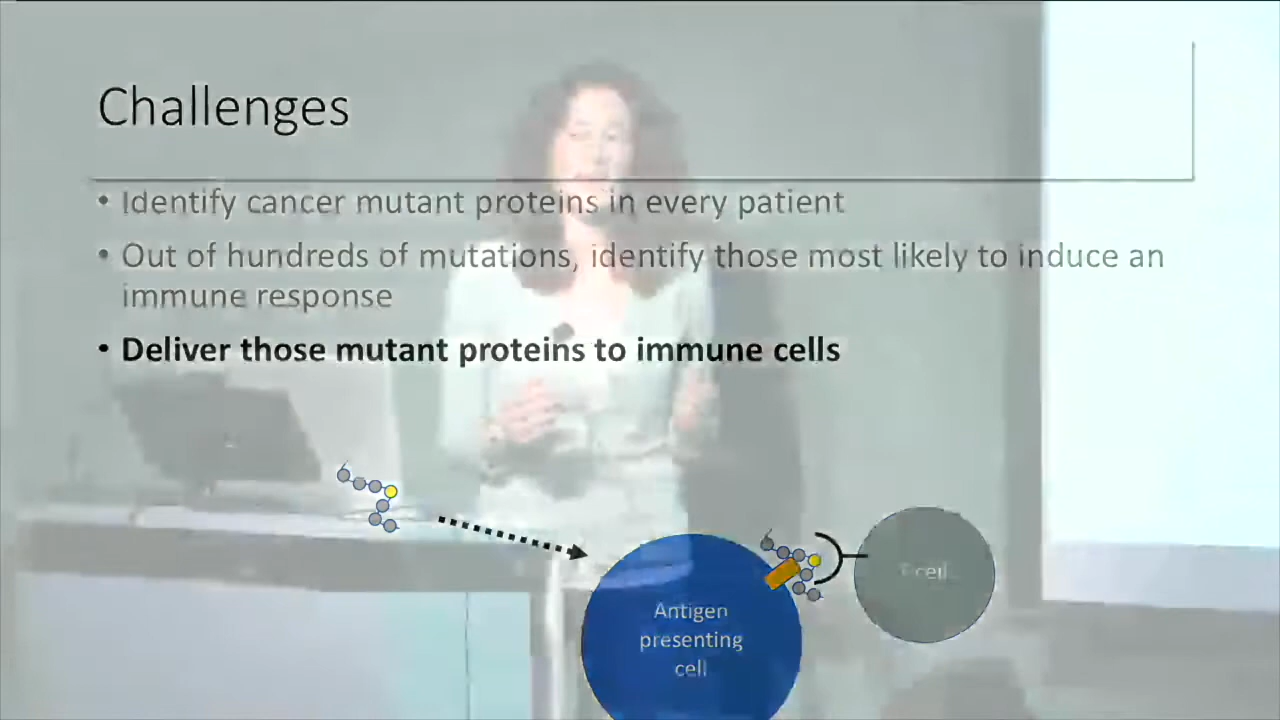 Challenges
• Identify cancer mutant proteins in every patient
• Out of hundreds of mutations, identify those most likely to induce an
immune response
• Deliver those mutant proteins to immune cells
Antigen
presenting
cell
T cell